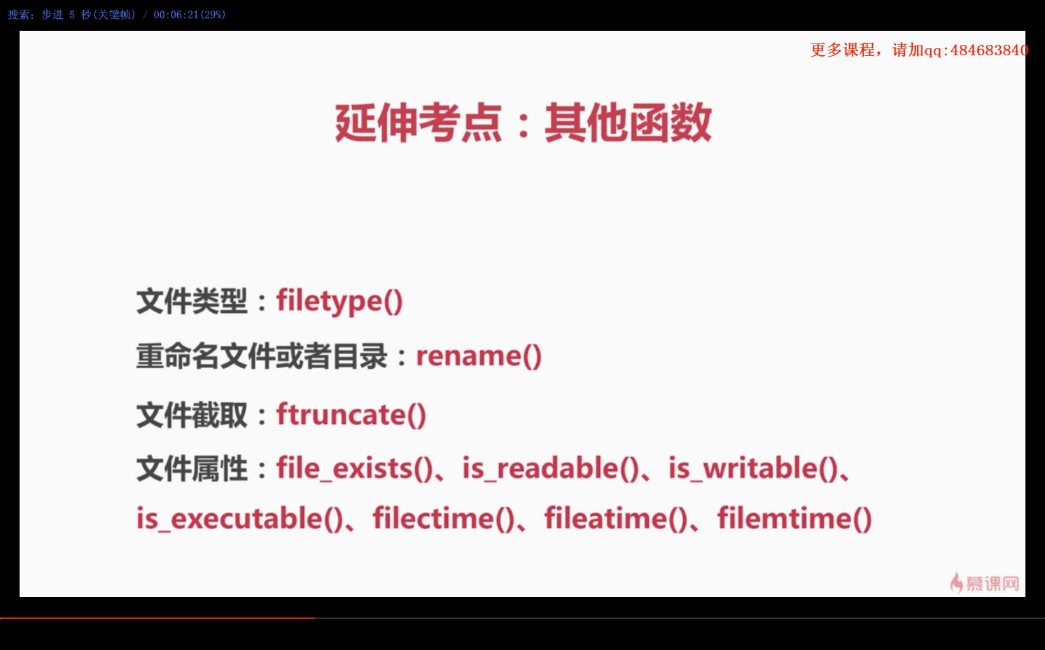 搜索: 步进 5 秒(关键帧) / 00:06:21(29%)
更多课程，请加qq:484683840
延伸考点：其他函数
文件类型：filetype()
重命名文件或者目录：rename()
文件截取：ftruncate()
文件属性：file_exists()、is_readable()、is_writable()、
is_executable()、filectime()、fileatime()、filemtime()
慕课网